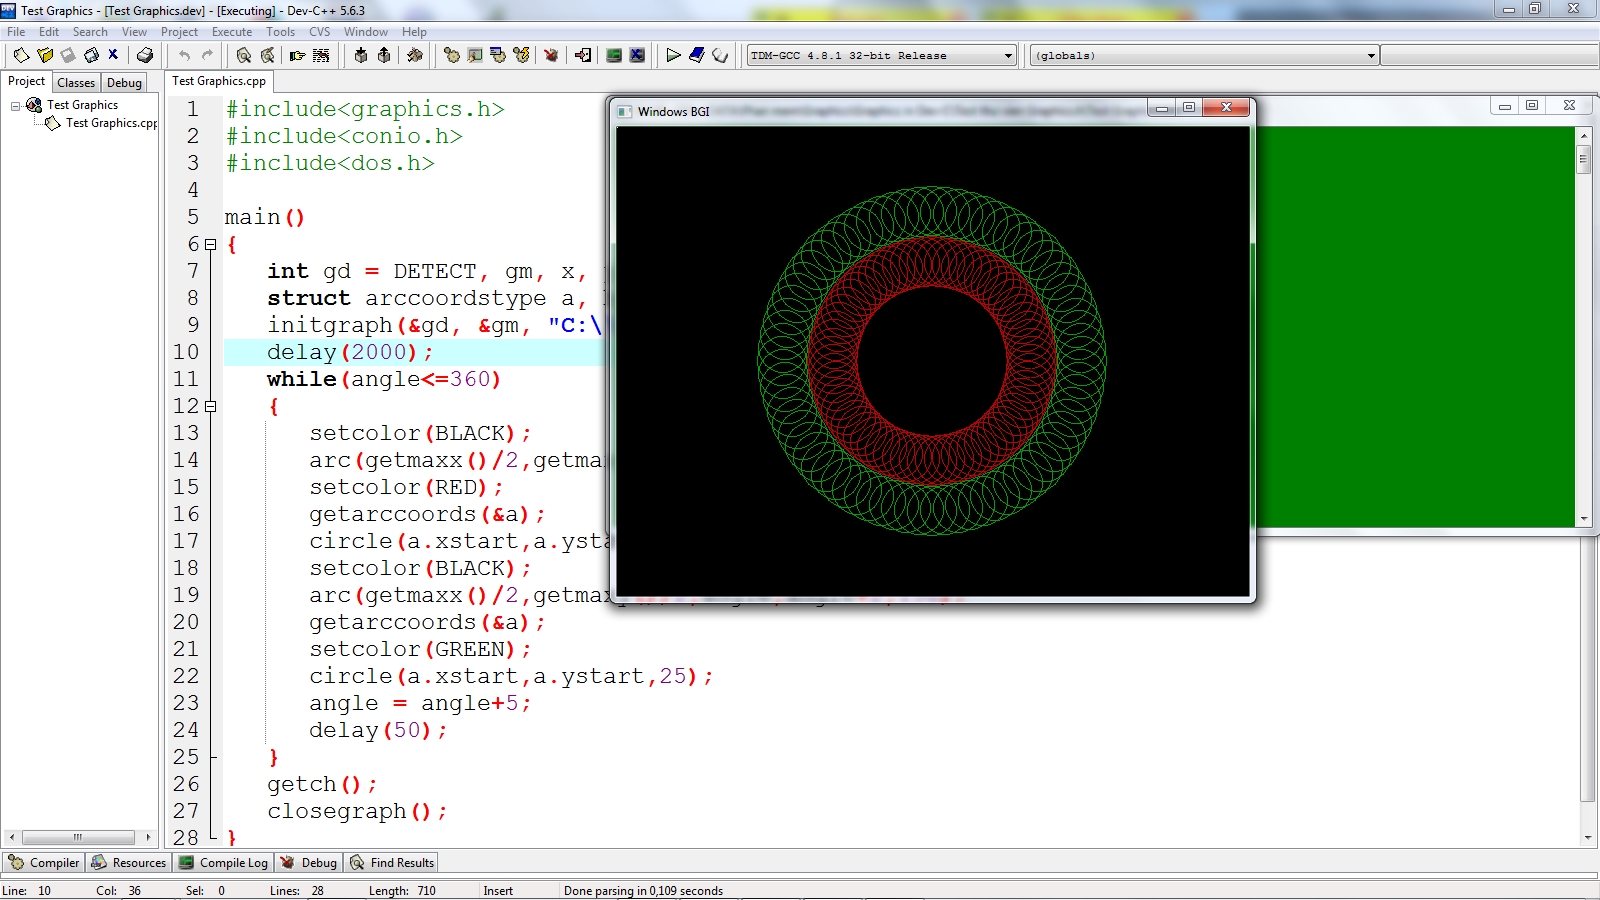 Test Graphics - [Test Graphics.dev] - [Executing] - Dev-C++ 5.6.3
File Edit Search View Project Execute Tools CVS Window Help
TDM-GCC 4.8.1 32-bit Release (globals)
Project Classes Debug
Test Graphics.cpp
Test Graphics
Test Graphics.cpp
Windows BGI
1 #include<graphics.h>
2 #include<conio.h>
3 #include<dos.h>
4
5 main()
6 {
7 int gd = DETECT, gm, x,
8 struct arccoordstype a,
9 initgraph(&gd, &gm, "C:\
10 delay(2000);
11 while(angle<=360)
12 {
13 setcolor(BLACK);
14 arc(getmaxx()/2,getma
15 setcolor(RED);
16 getarccoords(&a);
17 circle(a.xstart,a.yst
18 setcolor(BLACK);
19 arc(getmaxx()/2,getmax
20 getarccoords(&a);
21 setcolor(GREEN);
22 circle(a.xstart,a.ystart,25);
23 angle = angle+5;
24 delay(50);
25 }
26 getch();
27 closegraph();
28 }
Compiler Resources Compile Log Debug Find Results
Line: 10 Col: 36 Sel: 0 Lines: 28 Length: 710 Insert Done parsing in 0,109 seconds